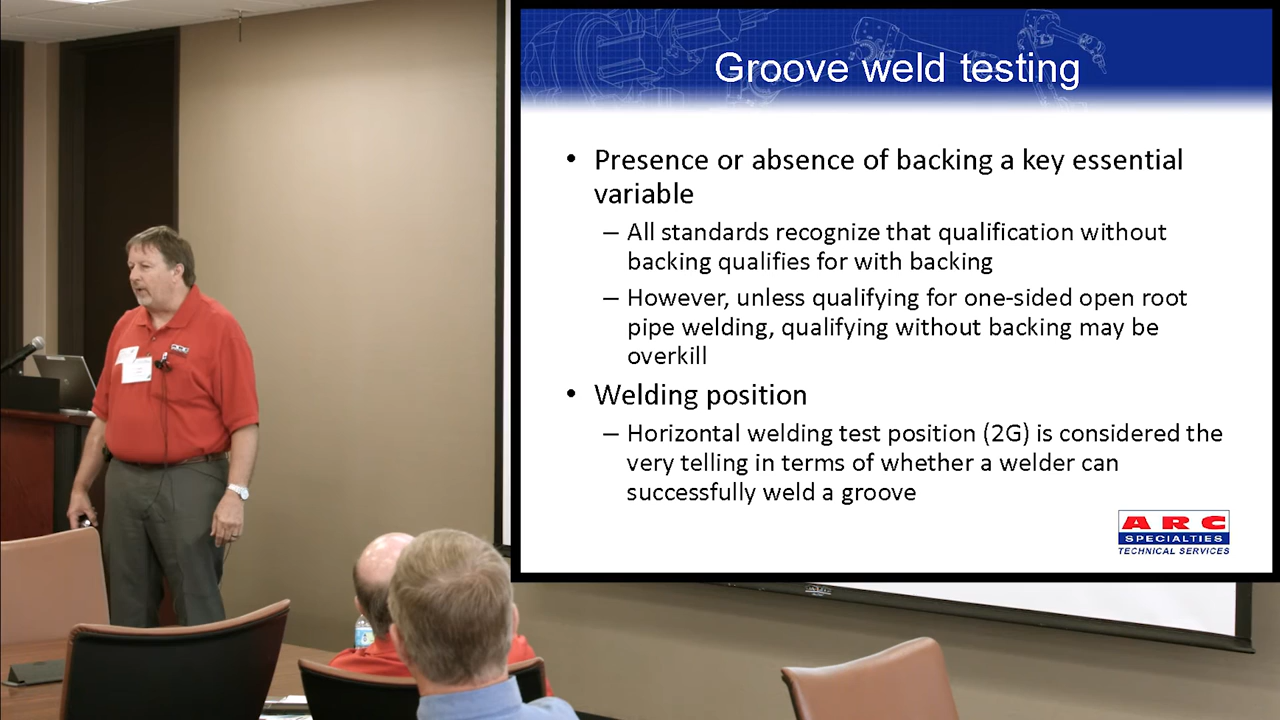 Groove weld testing
• Presence or absence of backing a key essential
variable
– All standards recognize that qualification without
backing qualifies for with backing
– However, unless qualifying for one-sided open root
pipe welding, qualifying without backing may be
overkill
• Welding position
– Horizontal welding test position (2G) is considered the
very telling in terms of whether a welder can
successfully weld a groove
ARC
SPECIALTIES
TECHNICAL SERVICES